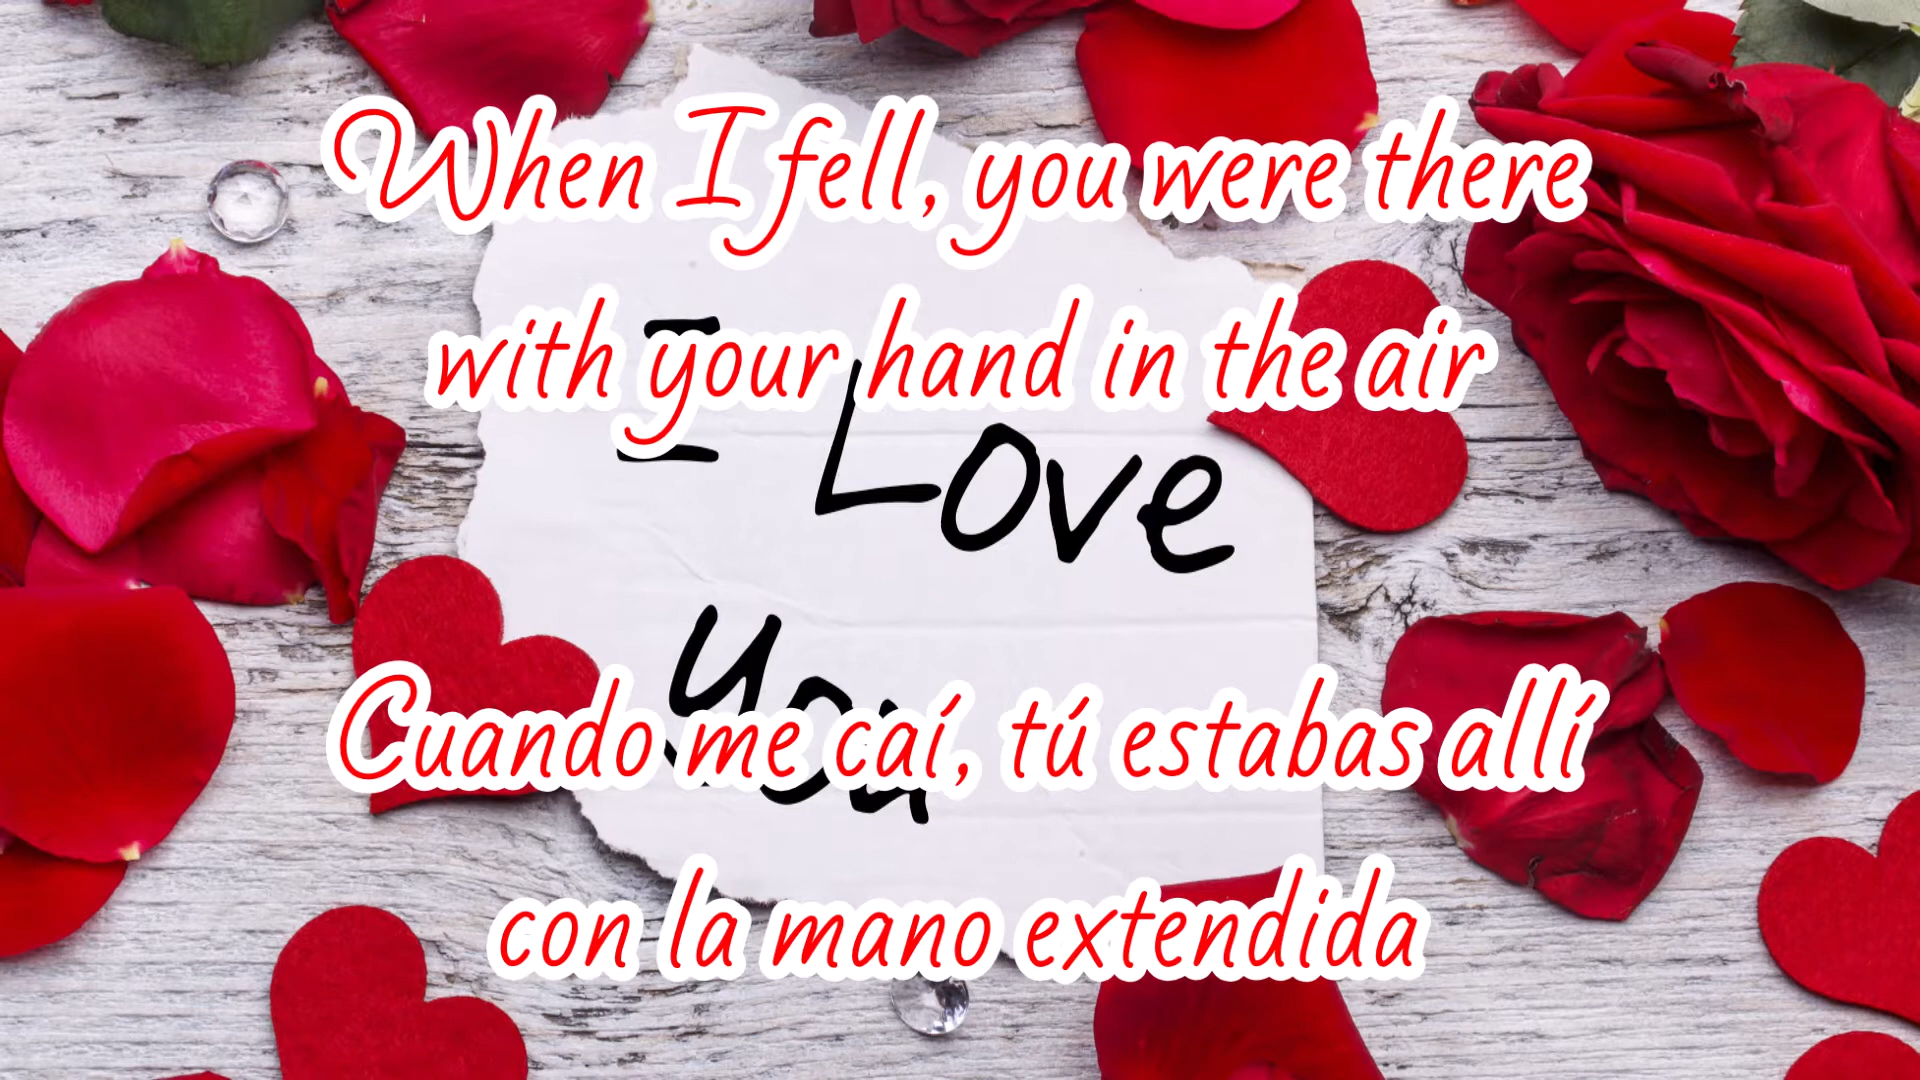 When I fell, you were there
with your hand in the air
I Love
You
Cuando me caí, tú estabas allí
con la mano extendida